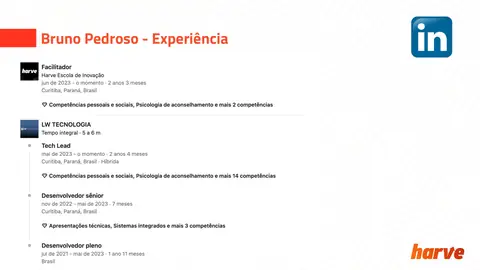 Bruno Pedroso - Experiência
in
harve
Facilitador
Harve Escola de Inovação
jun de 2023 – o momento · 2 anos 3 meses
Curitiba, Paraná, Brasil
Competências pessoais e sociais, Psicologia de aconselhamento e mais 2 competências
LW TECNOLOGIA
Tempo integral · 5 a 6 m
Tech Lead
mai de 2023 – o momento · 2 anos 4 meses
Curitiba, Paraná, Brasil · Híbrida
Competências pessoais e sociais, Psicologia de aconselhamento e mais 14 competências
Desenvolvedor sênior
nov de 2022 – mai de 2023 · 7 meses
Curitiba, Paraná, Brasil
Apresentações técnicas, Sistemas integrados e mais 3 competências
Desenvolvedor pleno
jul de 2021 – mai de 2023 · 1 ano 11 meses
Brasil
harve